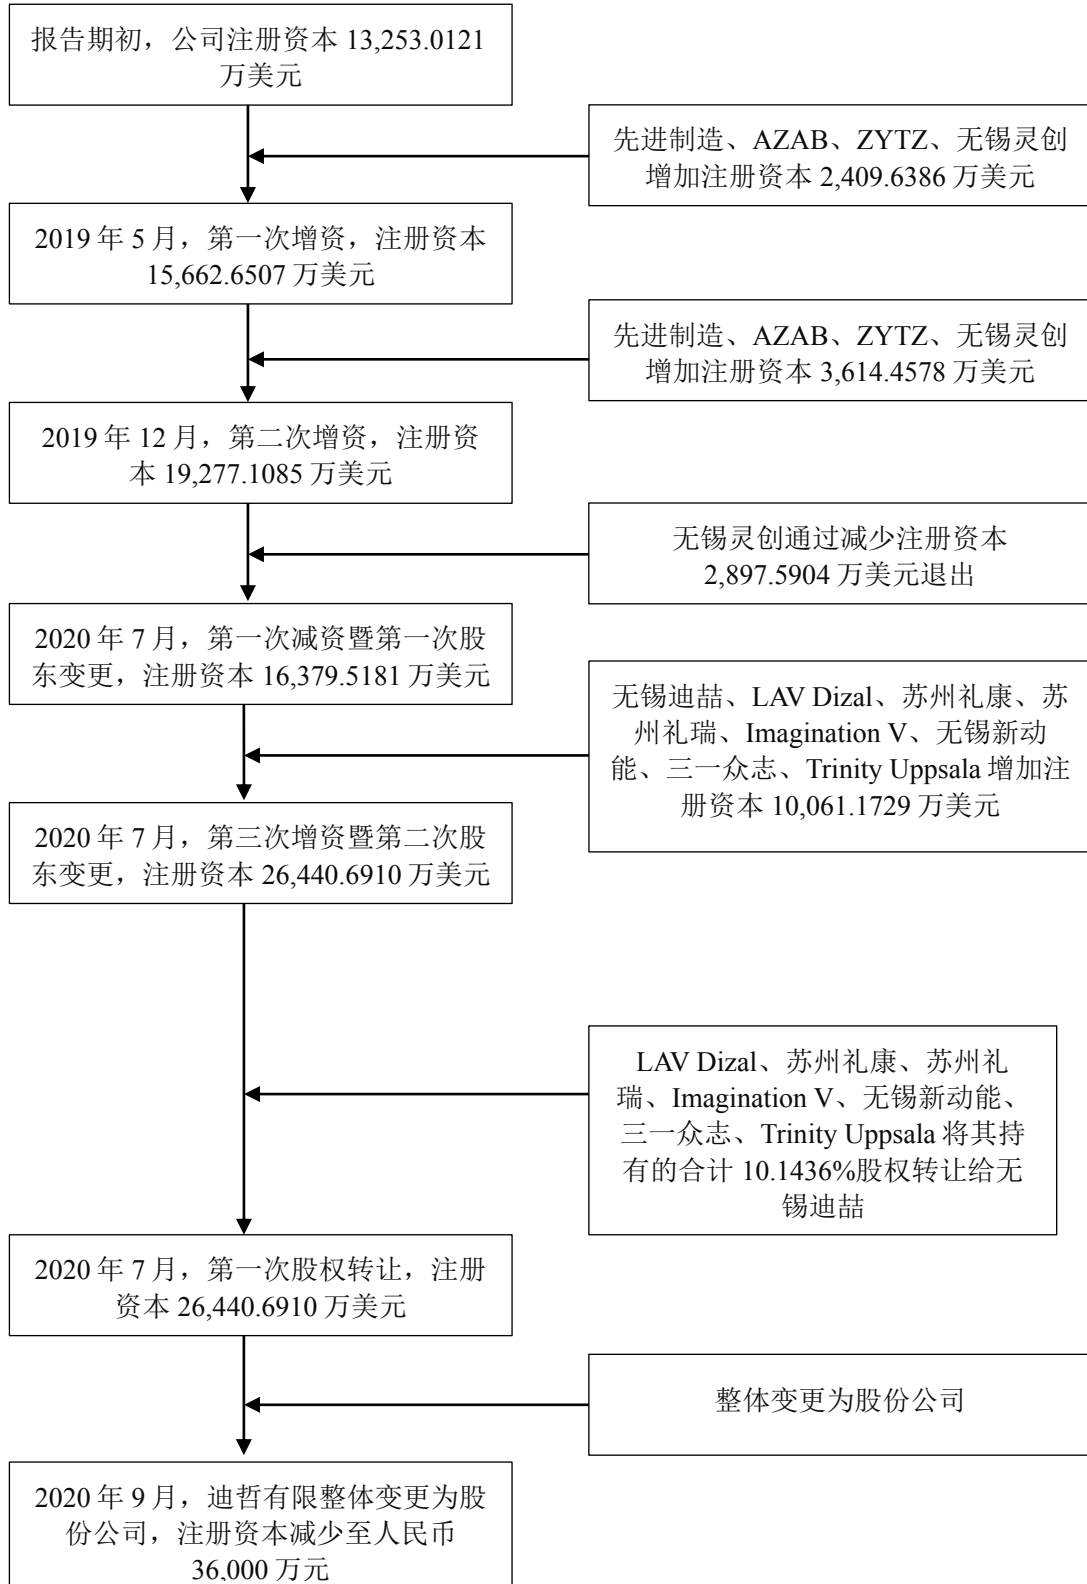 报告期初，公司注册资本 13,253.0121
万美元
先进制造、AZAB、ZYTZ、无锡灵创
增加注册资本 2,409.6386 万美元
2019 年 5 月，第一次增资，注册资本
15,662.6507 万美元
先进制造、AZAB、ZYTZ、无锡灵创
增加注册资本 3,614.4578 万美元
2019 年 12 月，第二次增资，注册资
本 19,277.1085 万美元
无锡灵创通过减少注册资本
2,897.5904 万美元退出
2020 年 7 月，第一次减资暨第一次股
东变更，注册资本 16,379.5181 万美元
无锡迪喆、LAV Dizal、苏州礼康、苏
州礼瑞、Imagination V、无锡新动
能、三一众志、Trinity Uppsala 增加注
册资本 10,061.1729 万美元
2020 年 7 月，第三次增资暨第二次股
东变更，注册资本 26,440.6910 万美元
LAV Dizal、苏州礼康、苏州礼
瑞、Imagination V、无锡新动能、
三一众志、Trinity Uppsala 将其持
有的合计 10.1436%股权转让给无
锡迪喆
2020 年 7 月，第一次股权转让，注册
资本 26,440.6910 万美元
整体变更为股份公司
2020 年 9 月，迪哲有限整体变更为股
份公司，注册资本减少至人民币
36,000 万元